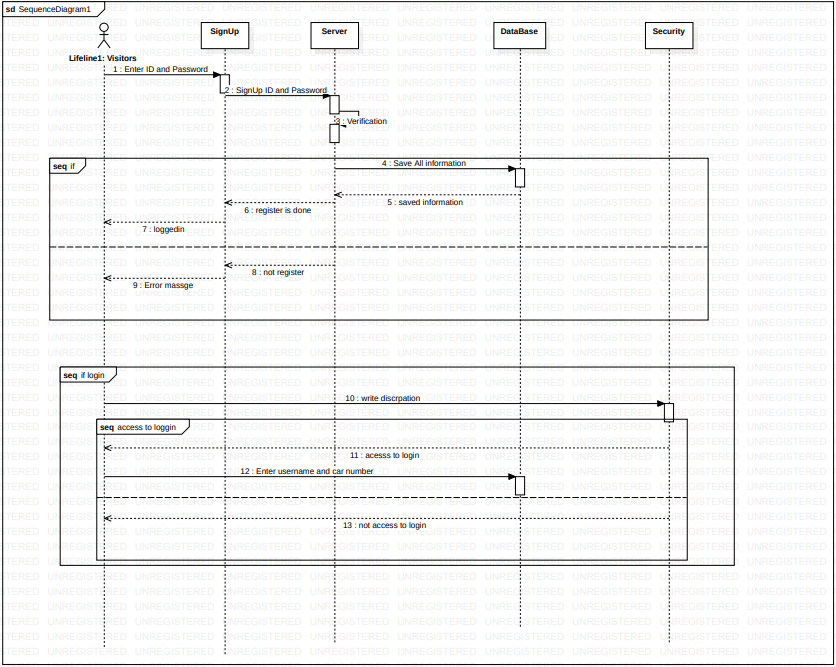 sd SequenceDiagram1
SignUp
Server
DataBase
Security
Lifeline1: Visitors
1 : Enter ID and Password
2 : SignUp ID and Password
3 : Verification
seq if
4 : Save All information
5 : saved information
6 : register is done
7 : loggedin
8 : not register
9 : Error massge
seq if login
10 : write discrpation
seq access to loggin
11 : acesss to login
12 : Enter username and car number
13 : not access to login
UNREGISTERED